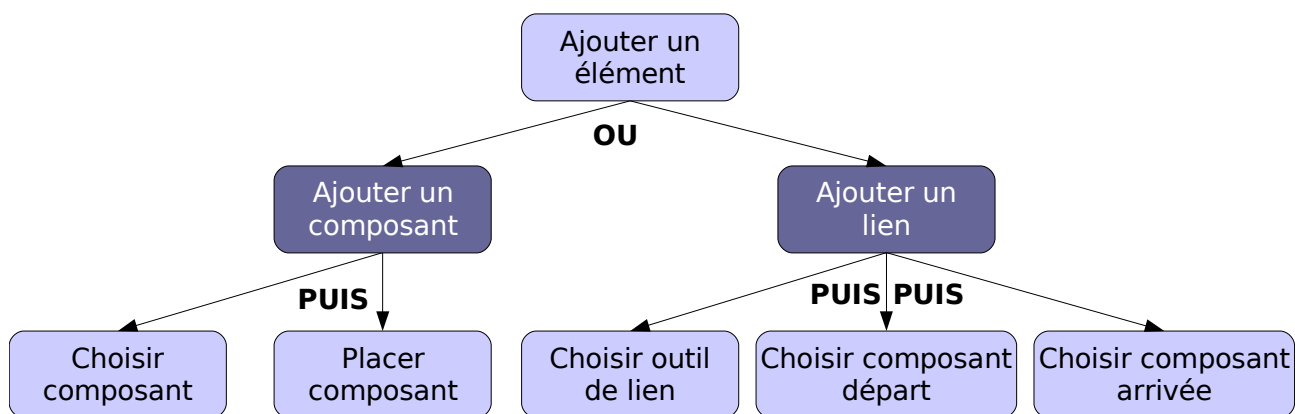 Ajouter un
élément
OU
Ajouter un
composant
Ajouter un
lien
PUIS
PUIS PUIS
Choisir
composant
Placer
composant
Choisir outil
de lien
Choisir composant
départ
Choisir composant
arrivée